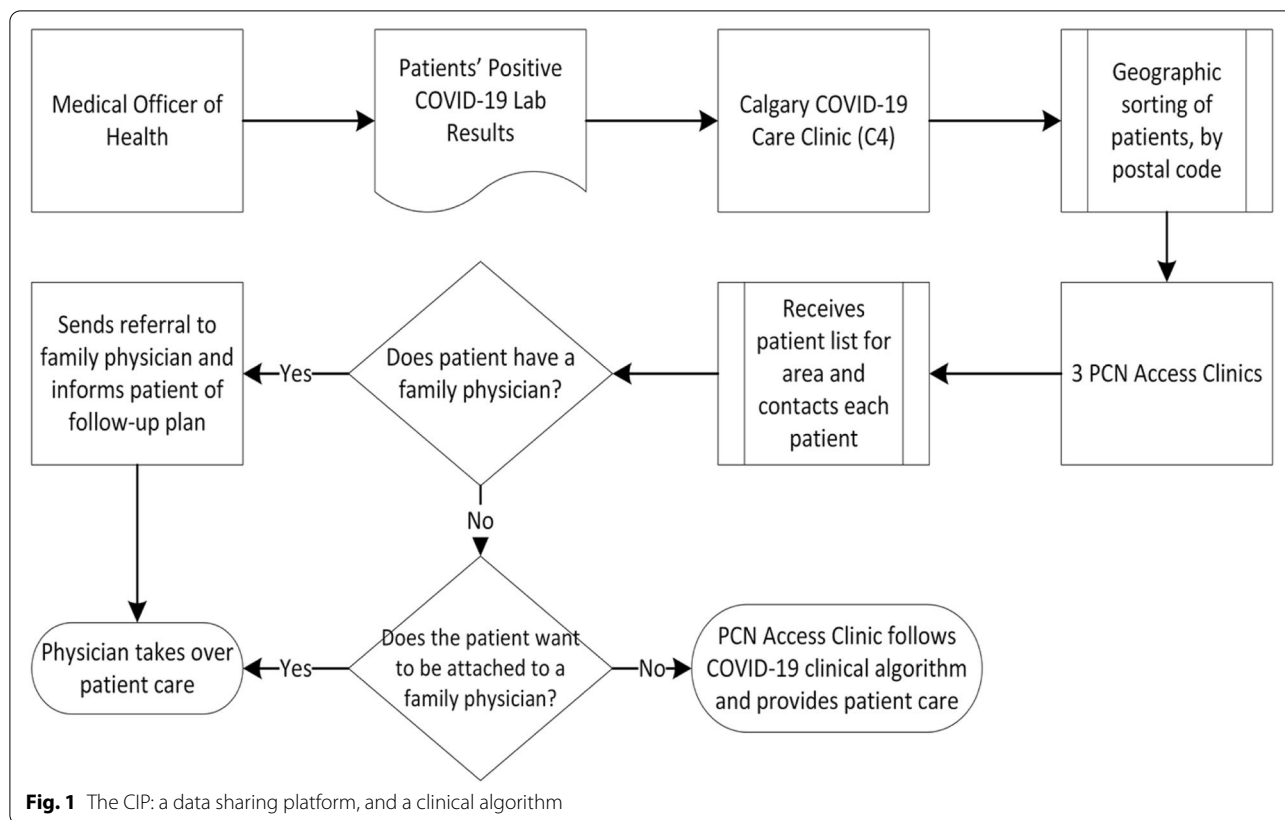 Medical Officer of
Health
Patients' Positive
COVID-19 Lab
Results
Calgary COVID-19
Care Clinic (C4)
Geographic
sorting of
patients, by
postal code
Sends referral to
family physician and
informs patient of
follow-up plan
Yes
Does patient have a
family physician?
Receives
patient list for
area and
contacts each
patient
3 PCN Access Clinics
No
Physician takes over
patient care
Yes
Does the patient want
to be attached to a
family physician?
No
PCN Access Clinic follows
COVID-19 clinical algorithm
and provides patient care
Fig. 1 The CIP: a data sharing platform, and a clinical algorithm